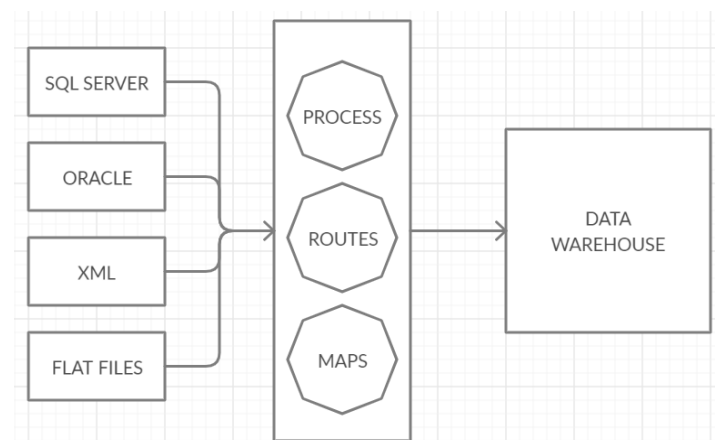 SQL SERVER
ORACLE
XML
FLAT FILES
PROCESS
ROUTES
MAPS
DATA
WAREHOUSE